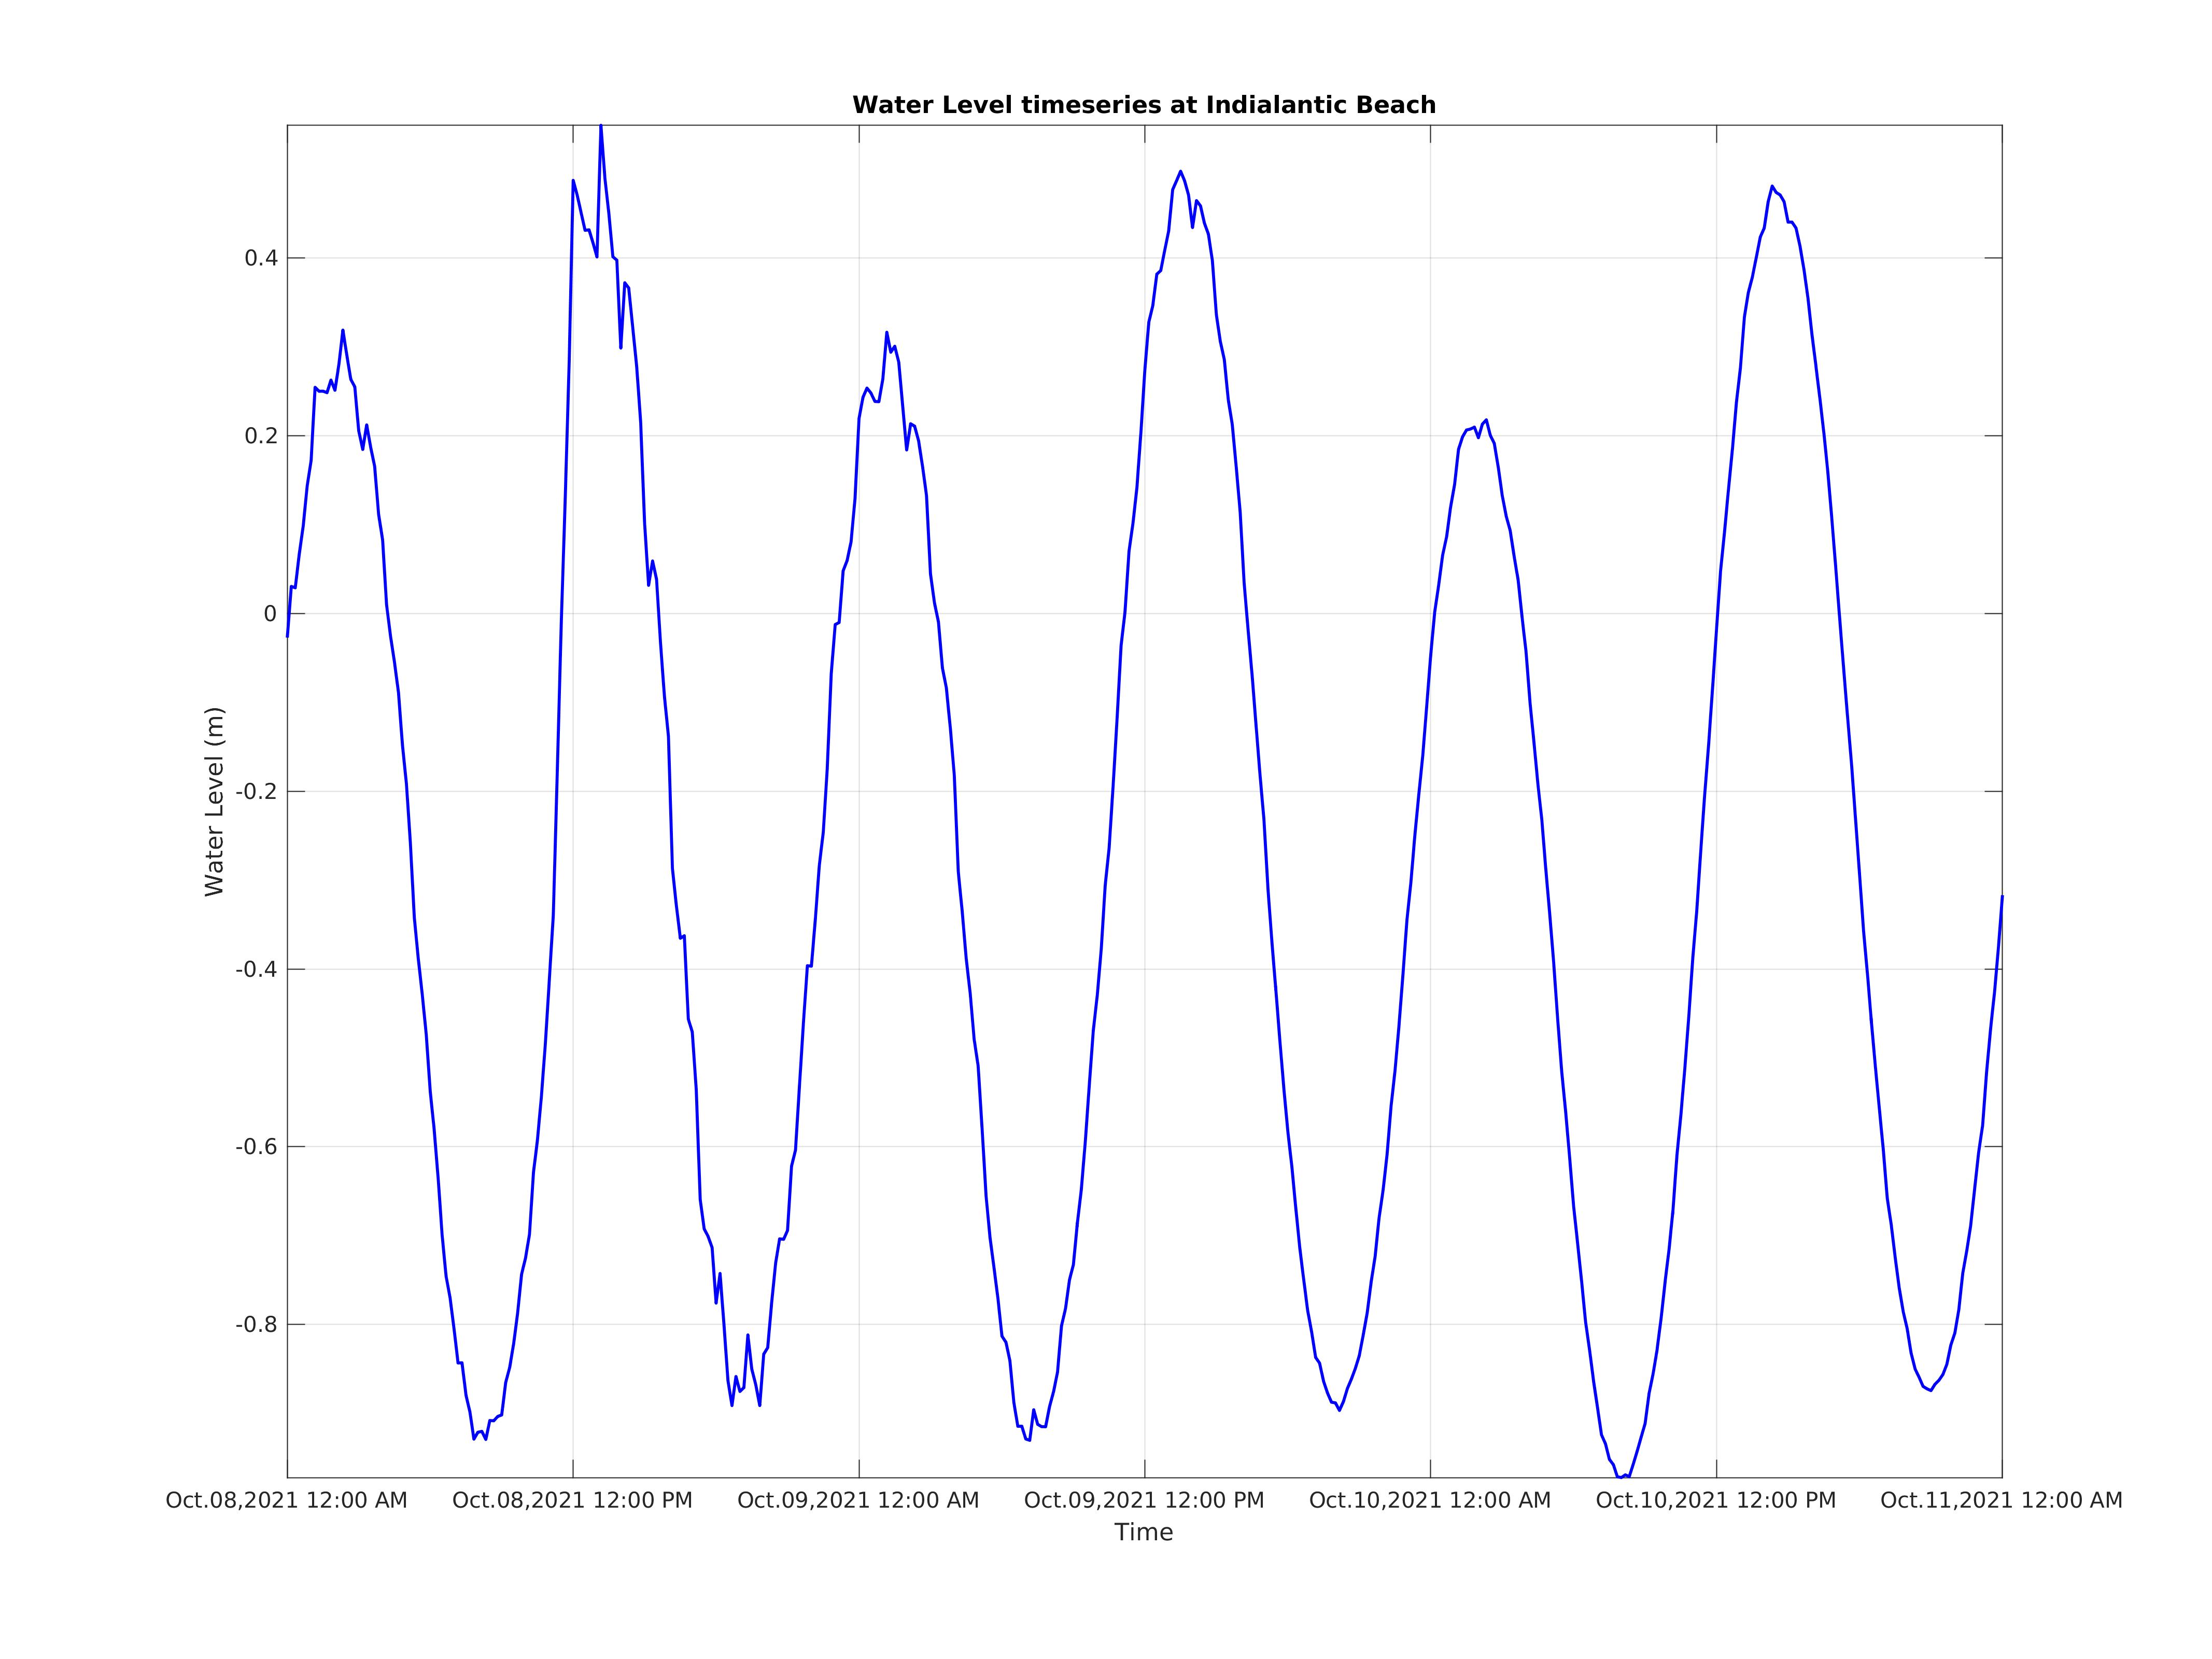 Water Level timeseries at Indialantic Beach
Water Level (m)
0.4
0.2
0
-0.2
-0.4
-0.6
-0.8
Oct.08,2021 12:00 AM
Oct.08,2021 12:00 PM
Oct.09,2021 12:00 AM
Oct.09,2021 12:00 PM
Oct.10,2021 12:00 AM
Oct.10,2021 12:00 PM
Oct.11,2021 12:00 AM
Time